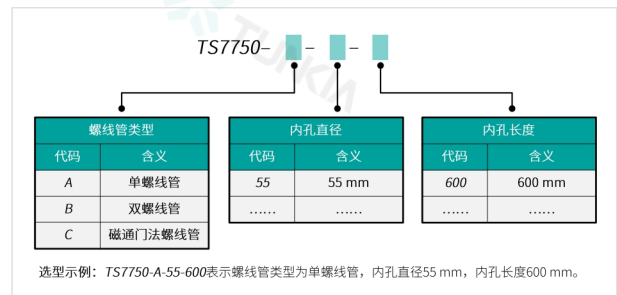 TUNKIA
TS7750- - -
螺线管类型 内孔直径 内孔长度
代码 含义 代码 含义 代码 含义
A 单螺线管 55 55 mm 600 600 mm
B 双螺线管 …… …… …… ……
C 磁通门法螺线管
选型示例：TS7750-A-55-600表示螺线管类型为单螺线管，内孔直径55 mm，内孔长度600 mm。